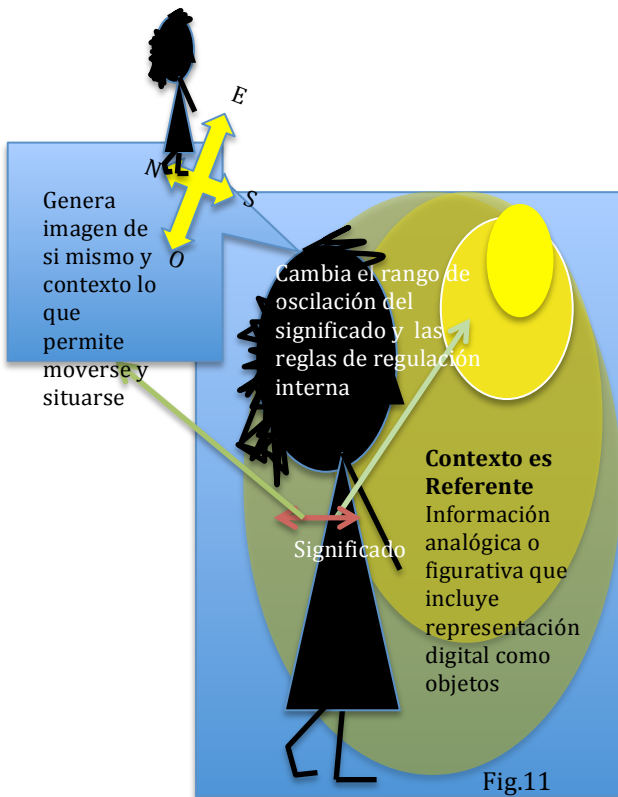 E
N
S
O
Genera
imagen de
si mismo y
contexto lo
que
permite
moverse y
situarse
Cambia el rango de
oscilación del
significado y las
reglas de regulación
interna
Contexto es
Referente
Información
analógica o
figurativa que
incluye
representación
digital como
objetos
Significado
Fig.11